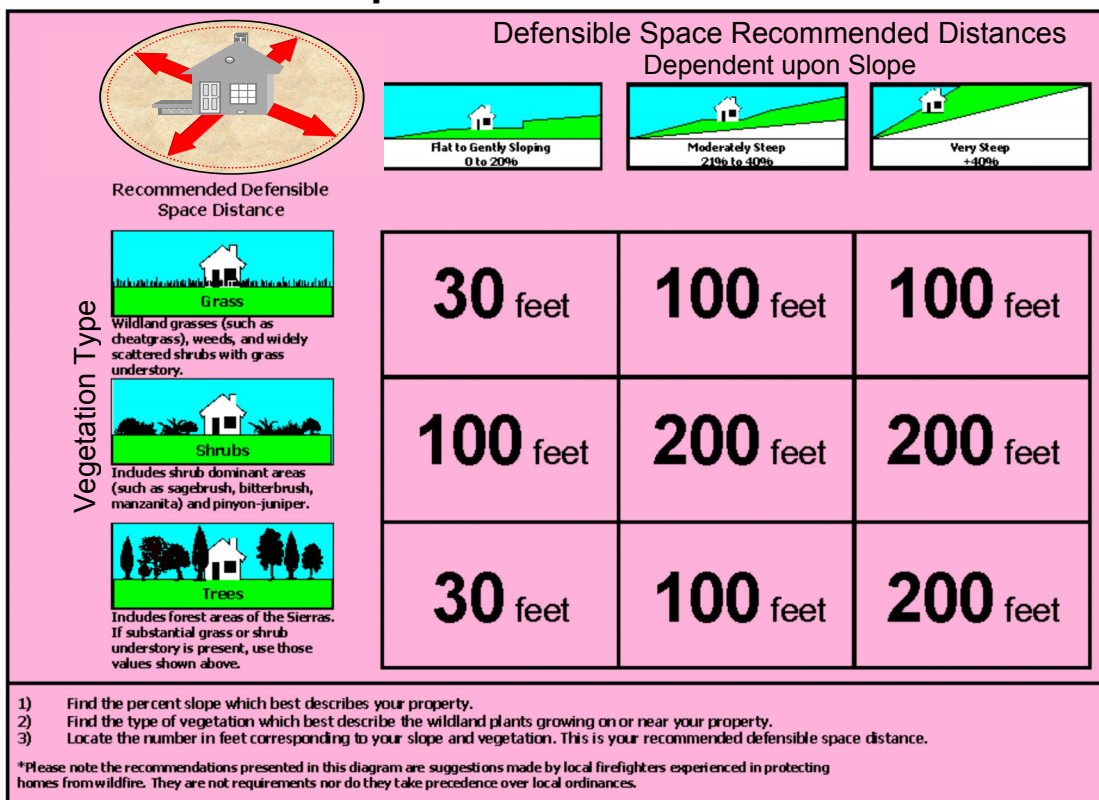 Defensible Space Recommended Distances
Dependent upon Slope
Flat to Gently Sloping
0 to 20%
Moderately Steep
21% to 40%
Very Steep
+40%
Recommended Defensible
Space Distance
Vegetation Type
Grass
Wildland grasses (such as
cheatgrass), weeds, and widely
scattered shrubs with grass
understory.
30 feet
100 feet
100 feet
Shrubs
Includes shrub dominant areas
(such as sagebrush, bitterbrush,
manzanita) and pinyon-juniper.
100 feet
200 feet
200 feet
Trees
Includes forest areas of the Sierras.
If substantial grass or shrub
understory is present, use those
values shown above.
30 feet
100 feet
200 feet
1) Find the percent slope which best describes your property.
2) Find the type of vegetation which best describe the wildland plants growing on or near your property.
3) Locate the number in feet corresponding to your slope and vegetation. This is your recommended defensible space distance.
*Please note the recommendations presented in this diagram are suggestions made by local firefighters experienced in protecting
homes from wildfire. They are not requirements nor do they take precedence over local ordinances.